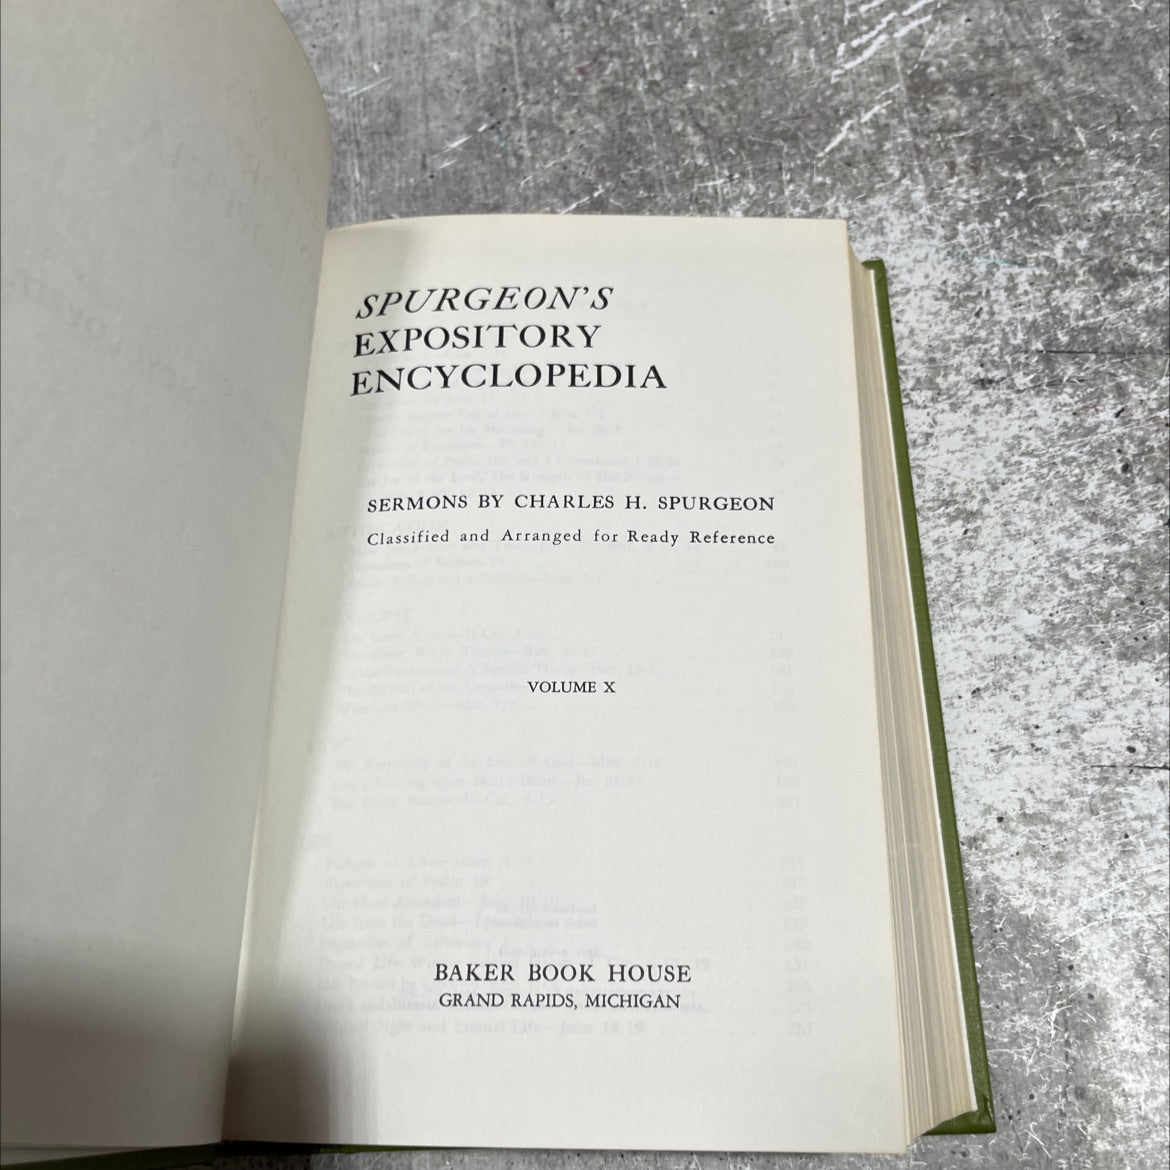 SPURGEON'S
EXPOSITORY
ENCYCLOPEDIA
SERMONS BY CHARLES H. SPURGEON
Classified and Arranged for Ready Reference
VOLUME X
BAKER BOOK HOUSE
GRAND RAPIDS, MICHIGAN